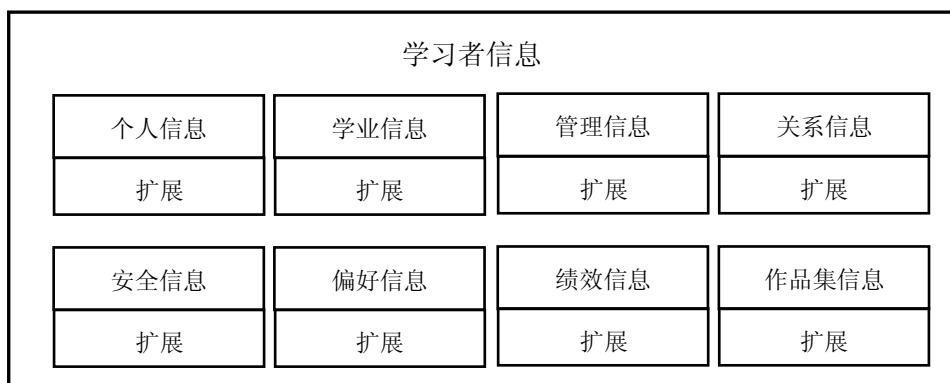 学习者信息
个人信息 学业信息 管理信息 关系信息
扩展 扩展 扩展 扩展
安全信息 偏好信息 绩效信息 作品集信息
扩展 扩展 扩展 扩展